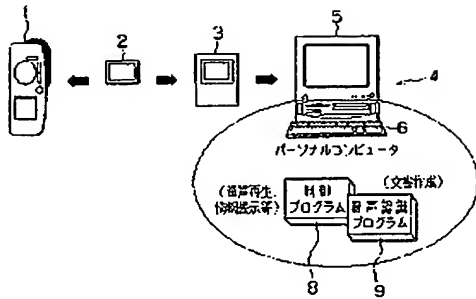 1
2
3
5
4
6
パーソナルコンピュータ
(音声再生,
情報提示等)
制御
プログラム
(文書作成)
音声認識
プログラム
8
9